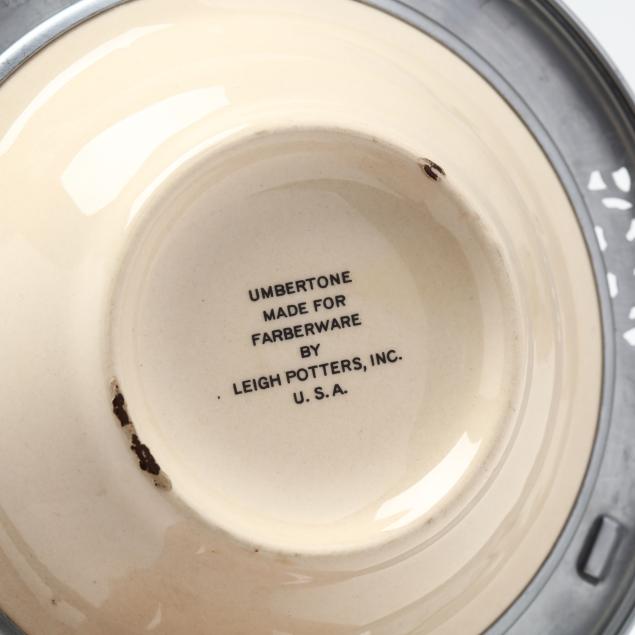 UMBERTONE
MADE FOR
FARBERWARE
BY
LEIGH POTTERS, INC.
U. S. A.